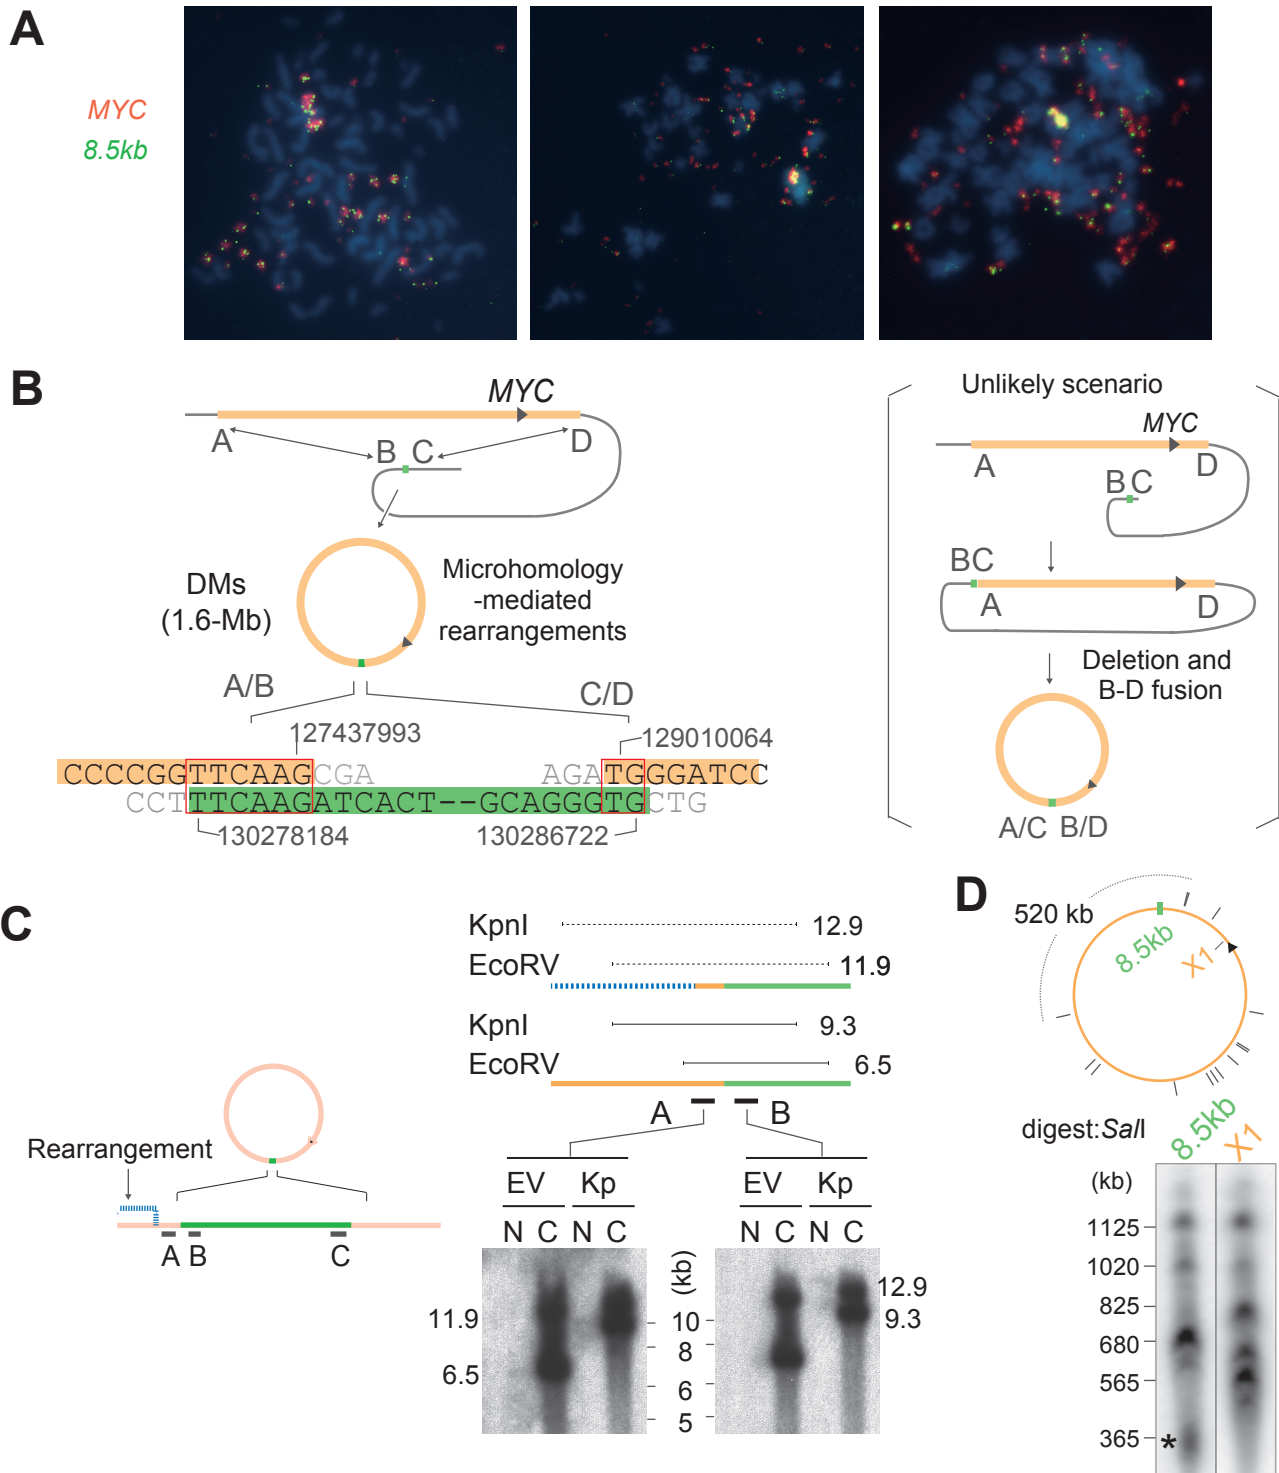 A
MYC
8.5kb
B
MYC
A
B C
D
DMs
(1.6-Mb)
Microhomology
-mediated
rearrangements
A/B
C/D
127437993
129010064
CCCCGGTTCAAGCGA
AGATGGGATCC
CCTTTCAAGATCACT--GCAGGGTGCTG
130278184
130286722
Unlikely scenario
MYC
A
D
BC
BC
A
D
Deletion and
B-D fusion
A/C B/D
C
KpnI
12.9
EcoRV
11.9
KpnI
9.3
EcoRV
6.5
A
B
Rearrangement
A B
C
EV Kp
N C N C
EV Kp
N C N C
(kb)
11.9
6.5
10
8
6
5
12.9
9.3
D
520 kb
8.5kb
X1
digest:SalI
8.5kb
X1
(kb)
1125
1020
825
680
565
365
*